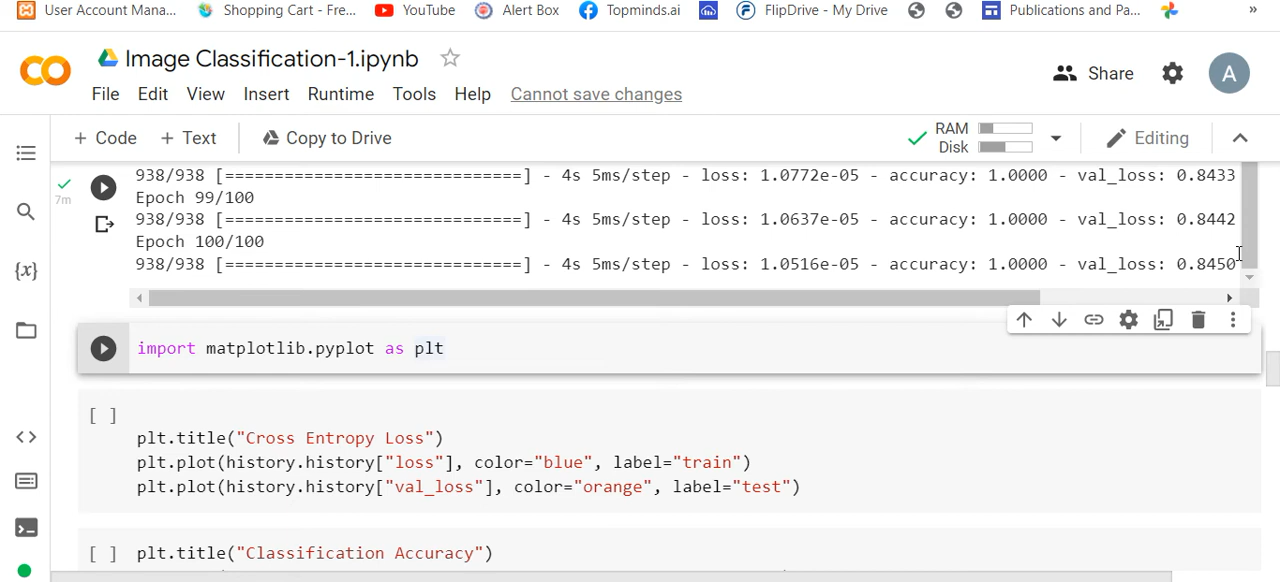 User Account Mana... Shopping Cart - Fre... YouTube Alert Box Topminds.ai FlipDrive - My Drive Publications and Pa... »
CO Image Classification-1.ipynb
File Edit View Insert Runtime Tools Help Cannot save changes
Share A
+ Code + Text Copy to Drive RAM Disk Editing
938/938 [==============================] - 4s 5ms/step - loss: 1.0772e-05 - accuracy: 1.0000 - val_loss: 0.8433
7m
Epoch 99/100
938/938 [==============================] - 4s 5ms/step - loss: 1.0637e-05 - accuracy: 1.0000 - val_loss: 0.8442
Epoch 100/100
938/938 [==============================] - 4s 5ms/step - loss: 1.0516e-05 - accuracy: 1.0000 - val_loss: 0.8450
{x}
import matplotlib.pyplot as plt
[ ]
plt.title("Cross Entropy Loss")
plt.plot(history.history["loss"], color="blue", label="train")
plt.plot(history.history["val_loss"], color="orange", label="test")
[ ] plt.title("Classification Accuracy")